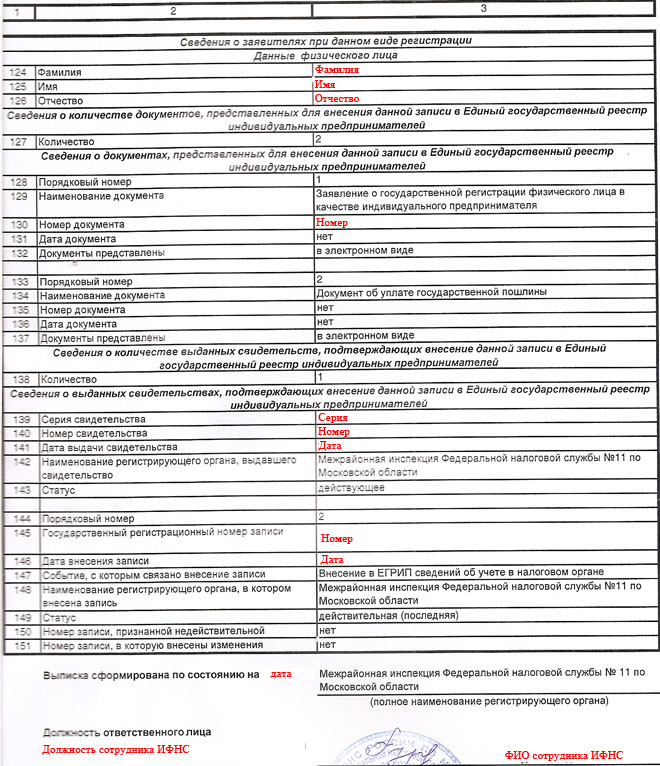 1 2 3
Сведения о заявителях при данном виде регистрации
Данные физического лица
124 Фамилия Фамилия
125 Имя Имя
126 Отчество Отчество
Сведения о количестве документов, представленных для внесения данной записи в Единый государственный реестр
индивидуальных предпринимателей
127 Количество 2
Сведения о документах, представленных для внесения данной записи в Единый государственный реестр
индивидуальных предпринимателей
128 Порядковый номер 1
129 Наименование документа Заявление о государственной регистрации физического лица в
качестве индивидуального предпринимателя
130 Номер документа Номер
131 Дата документа нет
132 Документы представлены в электронном виде
133 Порядковый номер 2
134 Наименование документа Документ об уплате государственной пошлины
135 Номер документа нет
136 Дата документа нет
137 Документы представлены в электронном виде
Сведения о количестве выданных свидетельств, подтверждающих внесение данной записи в Единый
государственный реестр индивидуальных предпринимателей
138 Количество 1
Сведения о выданных свидетельствах, подтверждающих внесение данной записи в Единый государственный реестр
индивидуальных предпринимателей
139 Серия свидетельства Серия
140 Номер свидетельства Номер
141 Дата выдачи свидетельства Дата
142 Наименование регистрирующего органа, выдавшего Межрайонная инспекция Федеральной налоговой службы №11 по
свидетельство Московской области
143 Статус действующее
144 Порядковый номер 2
145 Государственный регистрационный номер записи Номер
146 Дата внесения записи Дата
147 Событие, с которым связано внесение записи Внесение в ЕГРИП сведений об учете в налоговом органе
148 Наименование регистрирующего органа, в котором Межрайонная инспекция Федеральной налоговой службы №11 по
внесена запись Московской области
149 Статус действительная (последняя)
150 Номер записи, признанной недействительной нет
151 Номер записи, в которую внесены изменения нет
Выписка сформирована по состоянию на дата Межрайонная инспекция Федеральной налоговой службы № 11 по
Московской области
(полное наименование регистрирующего органа)
Должность ответственного лица
Должность сотрудника ИФНС ФИО сотрудника ИФНС